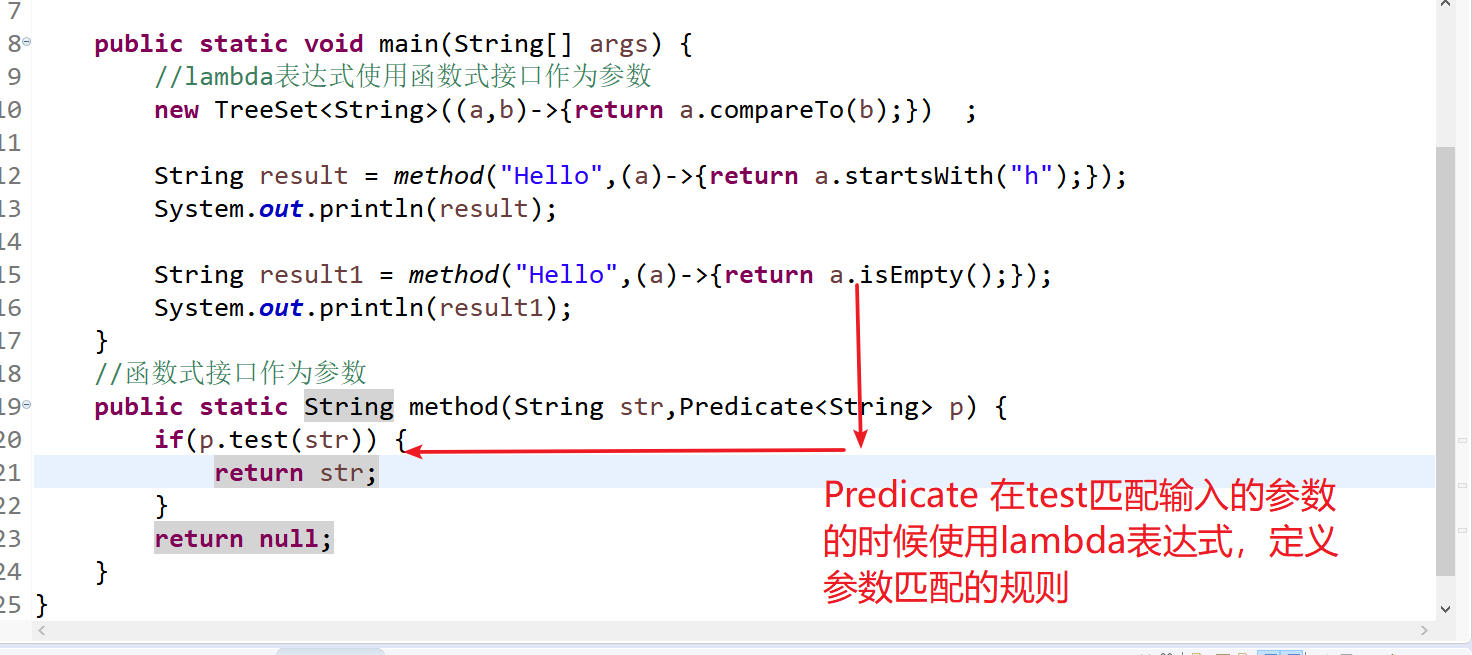 7
8 public static void main(String[] args) {
9 //lambda表达式使用函数式接口作为参数
10 new TreeSet<String>((a,b)->{return a.compareTo(b);})  ;
11
12 String result = method("Hello",(a)->{return a.startsWith("h");});
13 System.out.println(result);
14
15 String result1 = method("Hello",(a)->{return a.isEmpty();});
16 System.out.println(result1);
17 }
18 //函数式接口作为参数
19 public static String method(String str,Predicate<String> p) {
20 if(p.test(str)) {
21 return str;
22 }
23 return null;
24 }
25 }
Predicate 在test匹配输入的参数
的时候使用lambda表达式，定义
参数匹配的规则